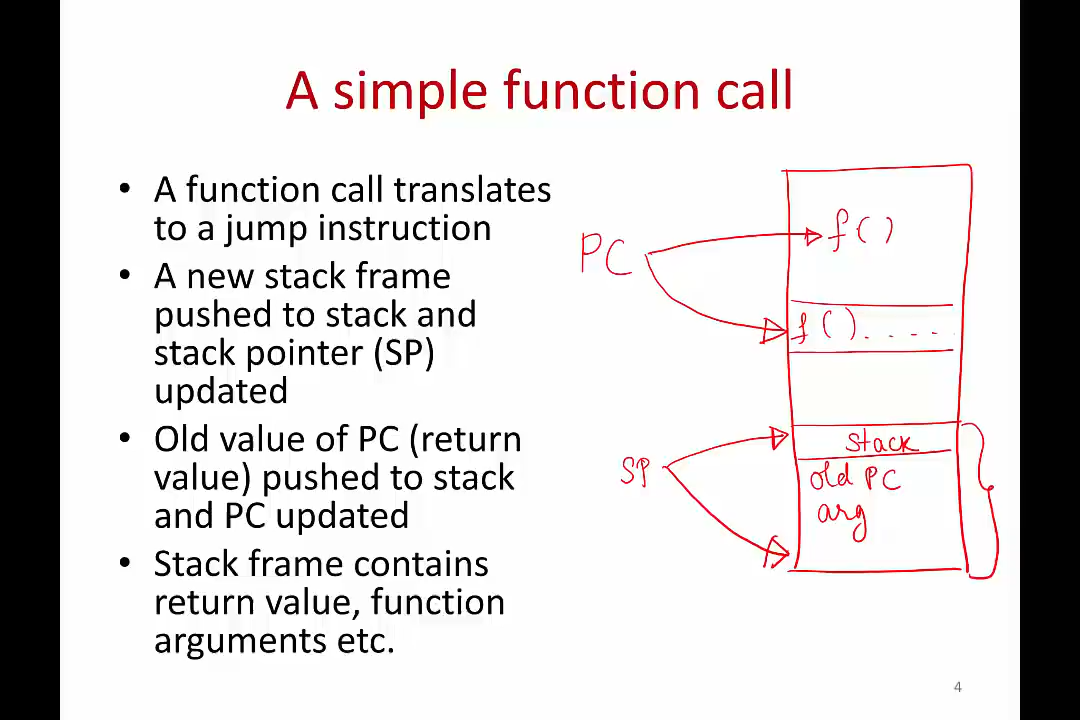 A simple function call
• A function call translates
to a jump instruction
• A new stack frame
pushed to stack and
stack pointer (SP)
updated
• Old value of PC (return
value) pushed to stack
and PC updated
• Stack frame contains
return value, function
arguments etc.
PC
f()
f().....
SP
stack
old PC
arg
4